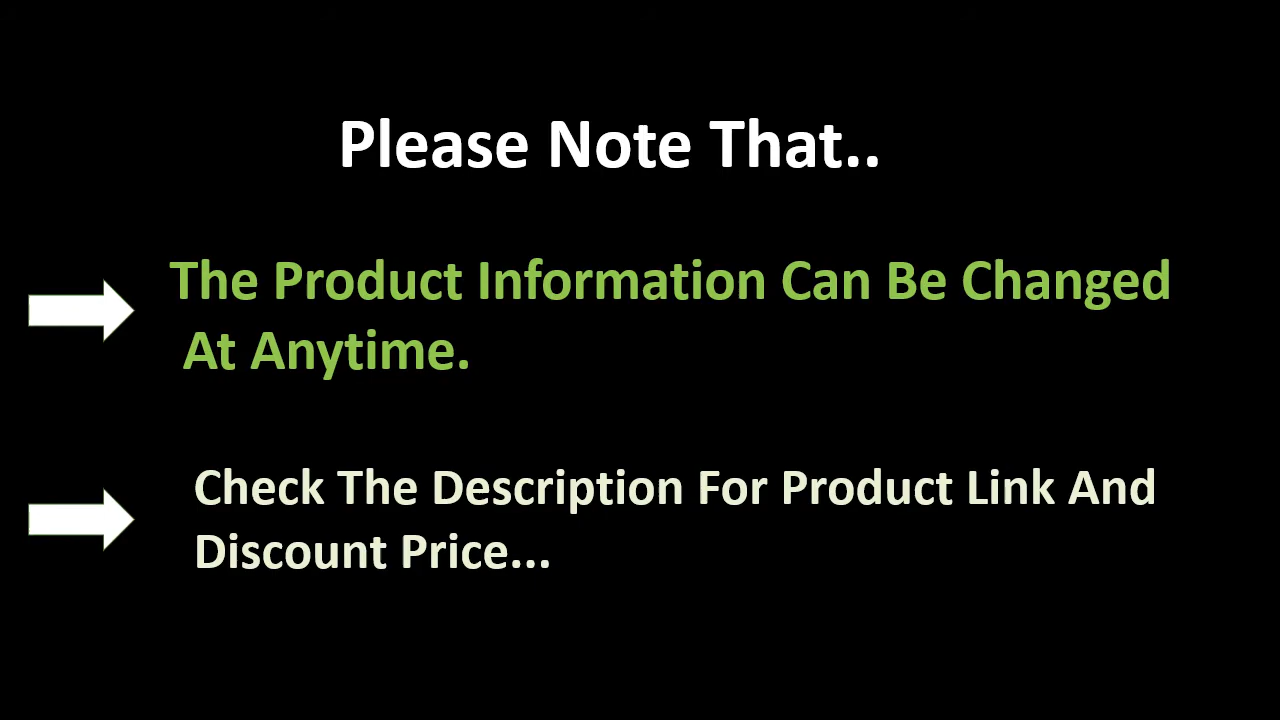 Please Note That..
The Product Information Can Be Changed
At Anytime.
Check The Description For Product Link And
Discount Price...